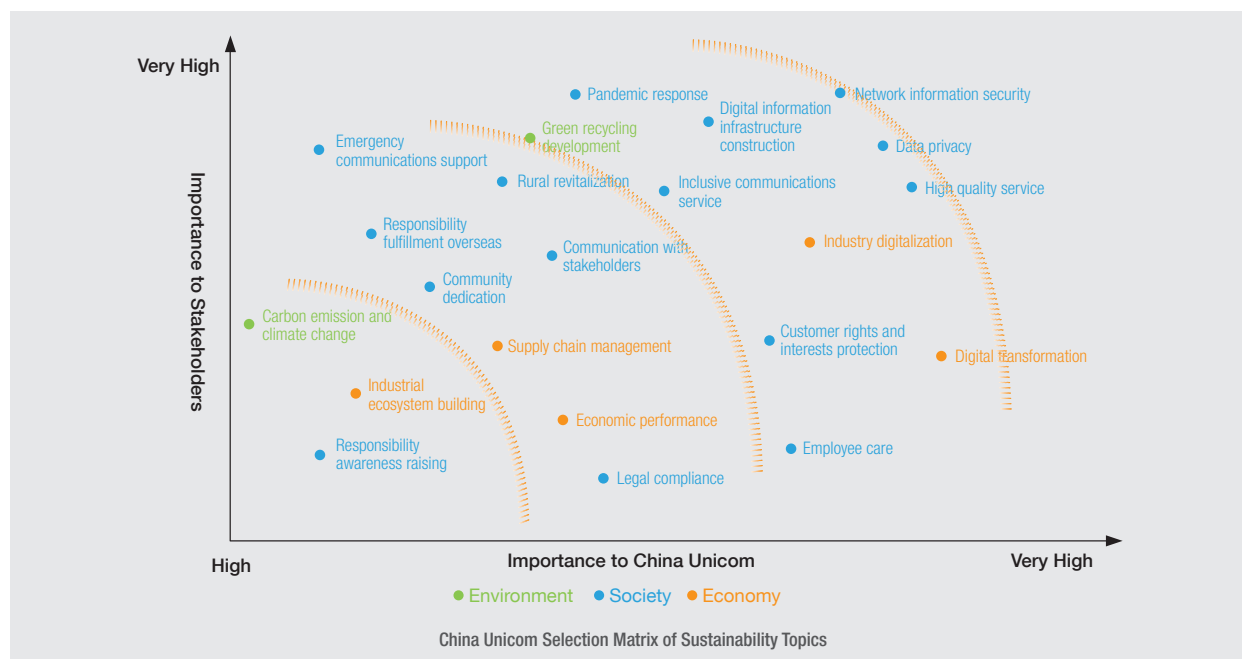 Very High
Importance to Stakeholders
Pandemic response
Network information security
Digital information
infrastructure
construction
Green recycling
development
Emergency
communications support
Data privacy
Rural revitalization
Inclusive communications
service
High quality service
Responsibility
fulfillment overseas
Communication with
stakeholders
Industry digitalization
Community
dedication
Carbon emission and
climate change
Supply chain management
Customer rights and
interests protection
Digital transformation
Industrial
ecosystem building
Economic performance
Responsibility
awareness raising
Employee care
Legal compliance
High
Importance to China Unicom
Very High
Environment
Society
Economy
China Unicom Selection Matrix of Sustainability Topics